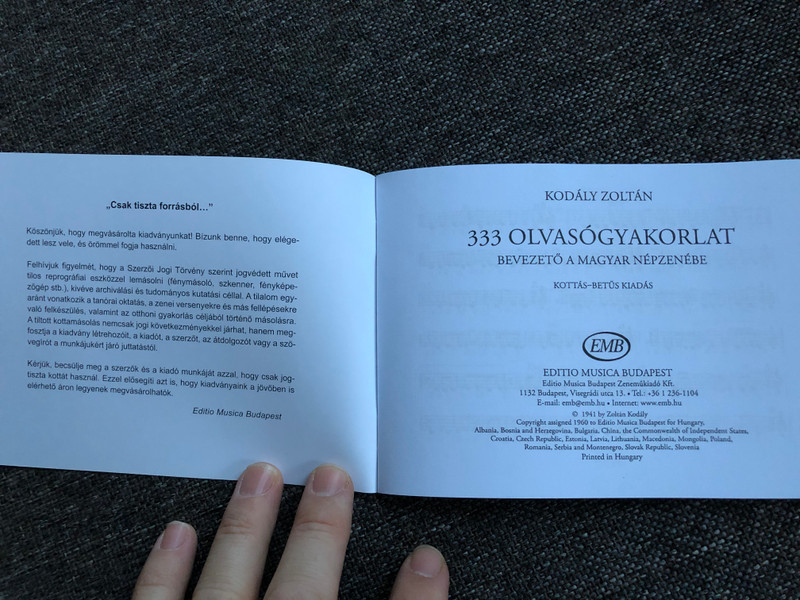 „Csak tiszta forrásból…”
Köszönjük, hogy megvásárolta kiadványunkat! Bízunk benne, hogy elége-
dett lesz vele, és örömmel fogja használni.
Felhívjuk figyelmét, hogy a Szerzői Jogi Törvény szerint jogvédett művet
tilos reprográfiai eszközzel lemásolni (fénymásoló, szkenner, fényképe-
zőgép stb.), kivéve archiválási és tudományos kutatási céllal. A tilalom egy-
aránt vonatkozik a tanórai oktatás, a zenei versenyekre és más fellépésekre
való felkészülés, valamint az otthoni gyakorlás céljából történő másolásra.
A tiltott kottamásolás nemcsak jogi következményekkel járhat, hanem meg-
fosztja a kiadvány létrehozóit, a kiadót, a szerzőt, az átdolgozót vagy a szö-
vegírót a munkájukért járó juttatástól.
Kérjük, becsülje meg a szerzők és a kiadó munkáját azzal, hogy csak jog-
tiszta kottát használ. Ezzel elősegíti azt is, hogy kiadványaink a jövőben is
elérhető áron legyenek megvásárolhatók.
Editio Musica Budapest
KODÁLY ZOLTÁN
333 OLVASÓGYAKORLAT
BEVEZETŐ A MAGYAR NÉPZENÉBE
KOTTÁS–BETŰS KIADÁS
EMB
EDITIO MUSICA BUDAPEST
Editio Musica Budapest Zeneműkiadó Kft.
1132 Budapest, Visegrádi utca 13. • Tel.: +36 1 236-1104
E-mail: emb@emb.hu • Internet: www.emb.hu
© 1941 by Zoltán Kodály
Copyright assigned 1960 to Editio Musica Budapest for Hungary,
Albania, Bosnia and Herzegovina, Bulgaria, China, the Commonwealth of Independent States,
Croatia, Czech Republic, Estonia, Latvia, Lithuania, Macedonia, Mongolia, Poland,
Romania, Serbia and Montenegro, Slovak Republic, Slovenia
Printed in Hungary